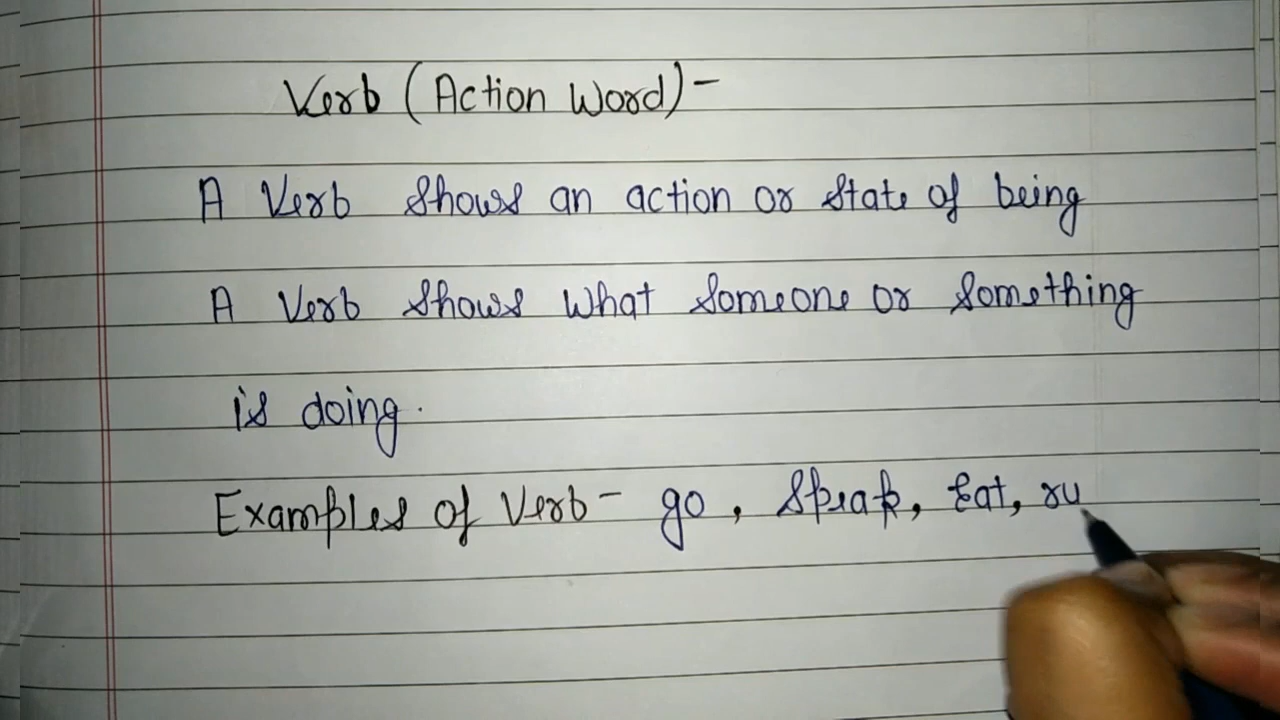 Verb (Action Word)-
A Verb Shows an action or State of being
A Verb Shows What Someone or Something
is doing.
Examples of Verb- go, Speak, Eat, ru